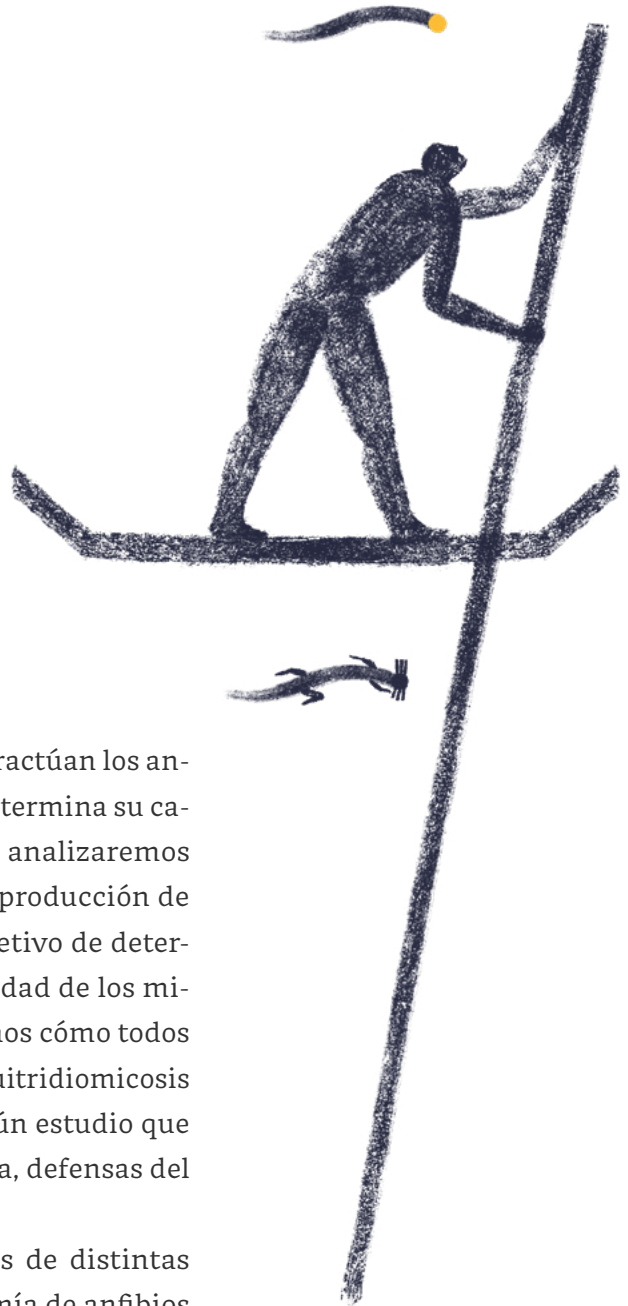 ractúan los an-
termina su ca-
analizaremos
producción de
etivo de deter-
dad de los mi-
nos cómo todos
uitridiomicosis
ún estudio que
a, defensas del
s de distintas
nía de anfibios